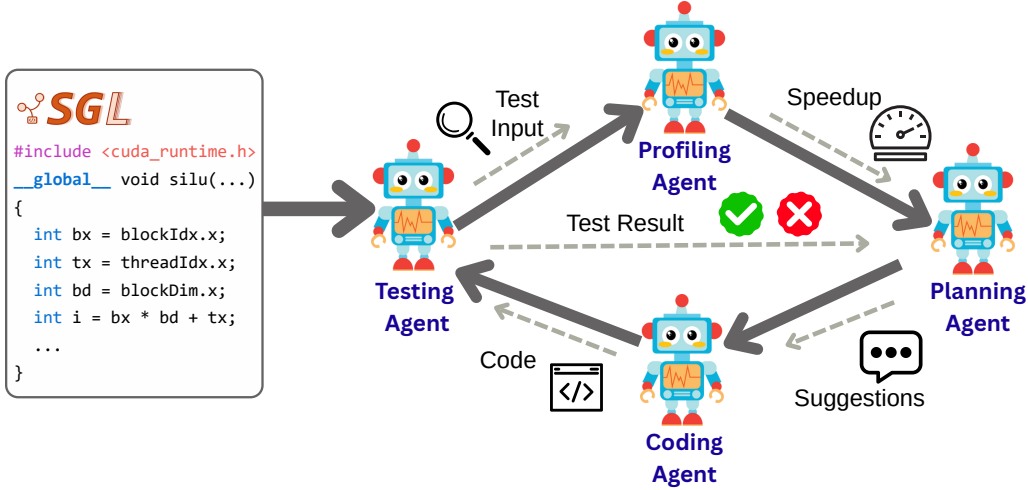 SGL
#include <cuda_runtime.h>
__global__ void silu(...)
{
int bx = blockIdx.x;
int tx = threadIdx.x;
int bd = blockDim.x;
int i = bx * bd + tx;
...
}
Test
Input
Speedup
Profiling
Agent
Test Result
Testing
Agent
Planning
Agent
Code
</>
Suggestions
Coding
Agent